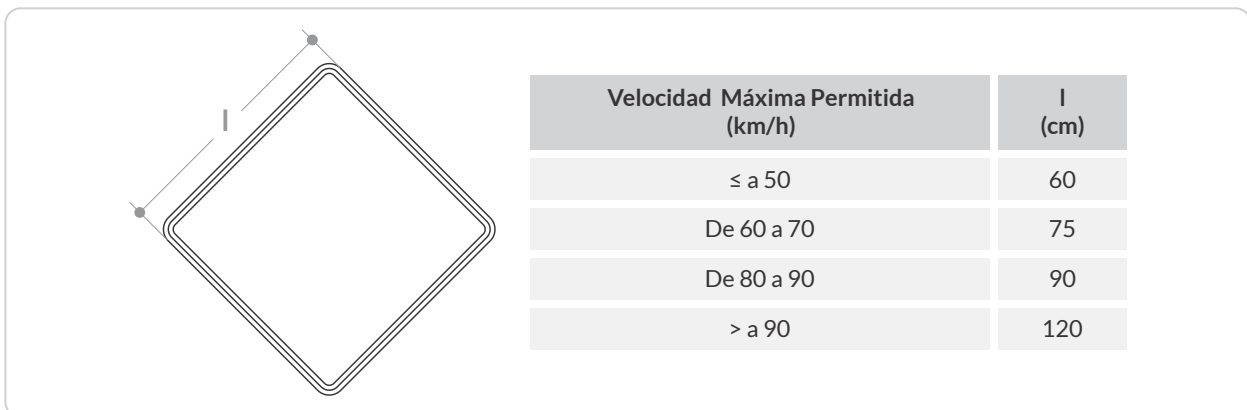 l
Velocidad Máxima Permitida
(km/h)
l
(cm)
≤ a 50
60
De 60 a 70
75
De 80 a 90
90
> a 90
120